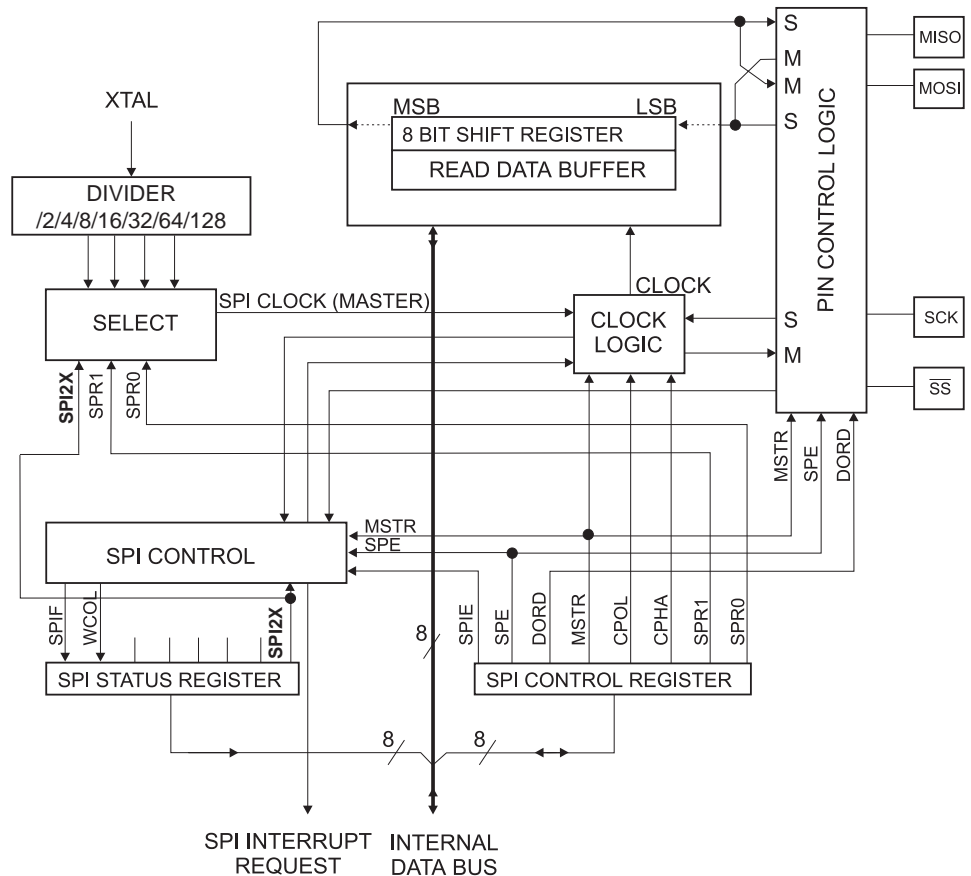 S
MISO
M
M
MOSI
MSB
LSB
S
XTAL
8 BIT SHIFT REGISTER
READ DATA BUFFER
PIN CONTROL LOGIC
DIVIDER
/2/4/8/16/32/64/128
CLOCK
SPI CLOCK (MASTER)
SELECT
CLOCK
LOGIC
S
SCK
M
SPI2X
SPR1
SPR0
SS
MSTR
SPE
DORD
MSTR
SPE
SPI CONTROL
SPIF
WCOL
SPI2X
8
SPIE
SPE
DORD
MSTR
CPOL
CPHA
SPR1
SPR0
SPI STATUS REGISTER
SPI CONTROL REGISTER
8
8
SPI INTERRUPT
REQUEST
INTERNAL
DATA BUS